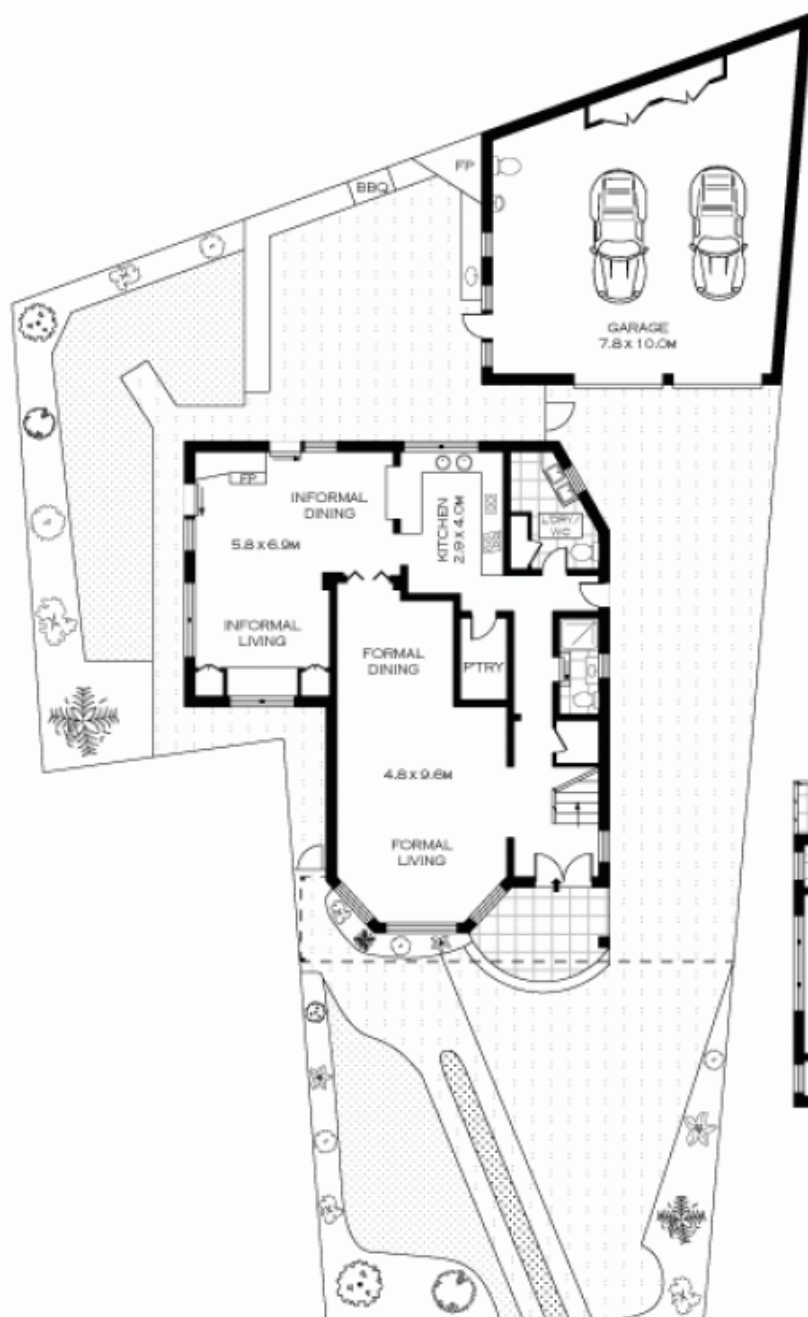 FP
BBQ
GARAGE
7.8 X 10.0M
FP
INFORMAL
DINING
5.8 X 6.9M
KITCHEN
2.9 X 4.0M
L'DRY/
WC
INFORMAL
LIVING
FORMAL
DINING
PTRY
4.8 X 9.6M
FORMAL
LIVING